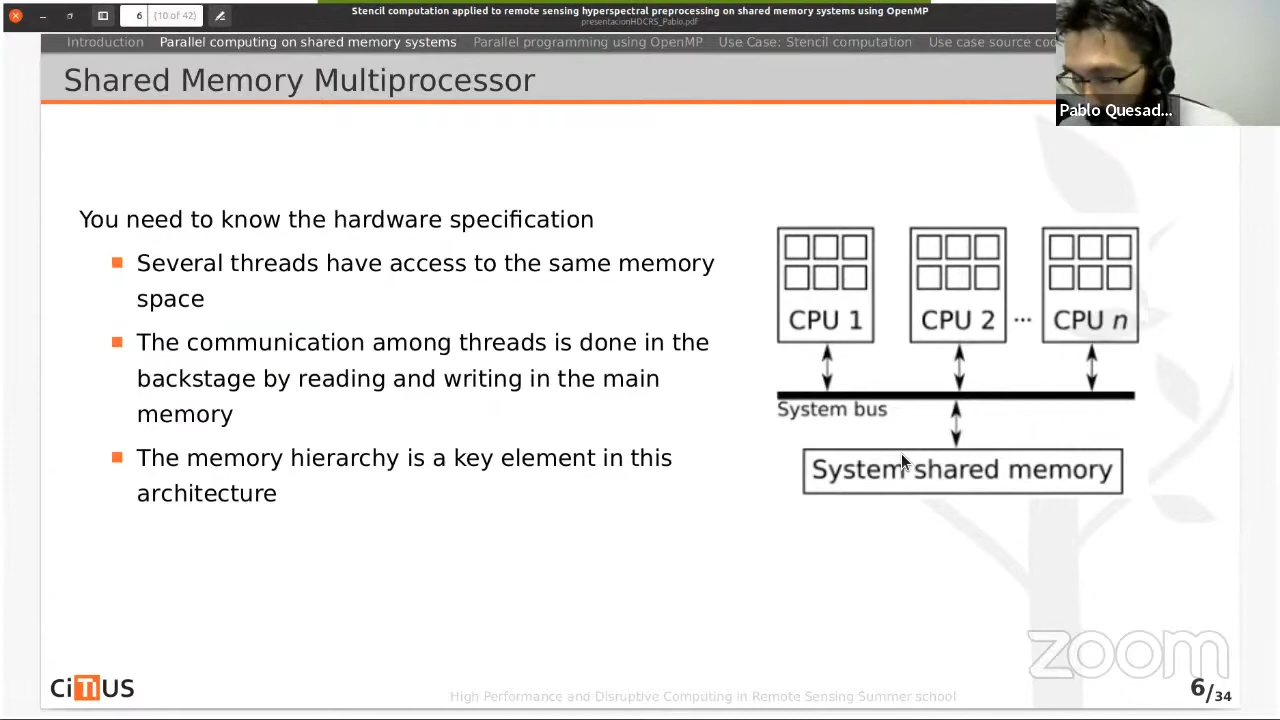 Stencil computation applied to remote sensing hyperspectral preprocessing on shared memory systems using OpenMP
presentacionHDCRS_Pablo.pdf
6 [10 of 42]
Introduction Parallel computing on shared memory systems Parallel programming using OpenMP Use Case: Stencil computation Use case source co
Shared Memory Multiprocessor
Pablo Quesad...
You need to know the hardware specification
Several threads have access to the same memory
space
The communication among threads is done in the
backstage by reading and writing in the main
memory
The memory hierarchy is a key element in this
architecture
CPU 1 CPU 2 ... CPU n
System bus
System shared memory
zoom
CiTIUS
High Performance and Disruptive Computing in Remote Sensing Summer school
6/34